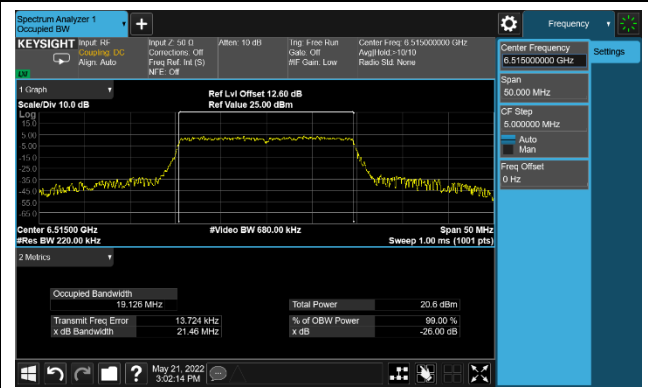 Spectrum Analyzer 1
Occupied BW
+
Frequency
KEYSIGHT
Input: RF
Coupling: DC
Align: Auto
Input Z: 50 Ω
Corrections: Off
Freq Ref: Int (S)
NFE: Off
Atten: 10 dB
Trig: Free Run
Gate: Off
#IF Gain: Low
Center Freq: 6.515000000 GHz
Avg|Hold:>10/10
Radio Std: None
LXI
Center Frequency
6.515000000 GHz
Settings
Span
50.000 MHz
CF Step
5.000000 MHz
Auto
Man
Freq Offset
0 Hz
1 Graph
Ref Lvl Offset 12.60 dB
Scale/Div 10.0 dB
Ref Value 25.00 dBm
Log
15.0
5.00
-5.00
-15.0
-25.0
-35.0
-45.0
-55.0
-65.0
Center 6.51500 GHz
#Video BW 680.00 kHz
Span 50 MHz
#Res BW 220.00 kHz
Sweep 1.00 ms (1001 pts)
2 Metrics
Occupied Bandwidth
19.126 MHz
Total Power
20.6 dBm
Transmit Freq Error
13.724 kHz
% of OBW Power
99.00 %
x dB Bandwidth
21.46 MHz
x dB
-26.00 dB
?
May 21, 2022
3:02:14 PM